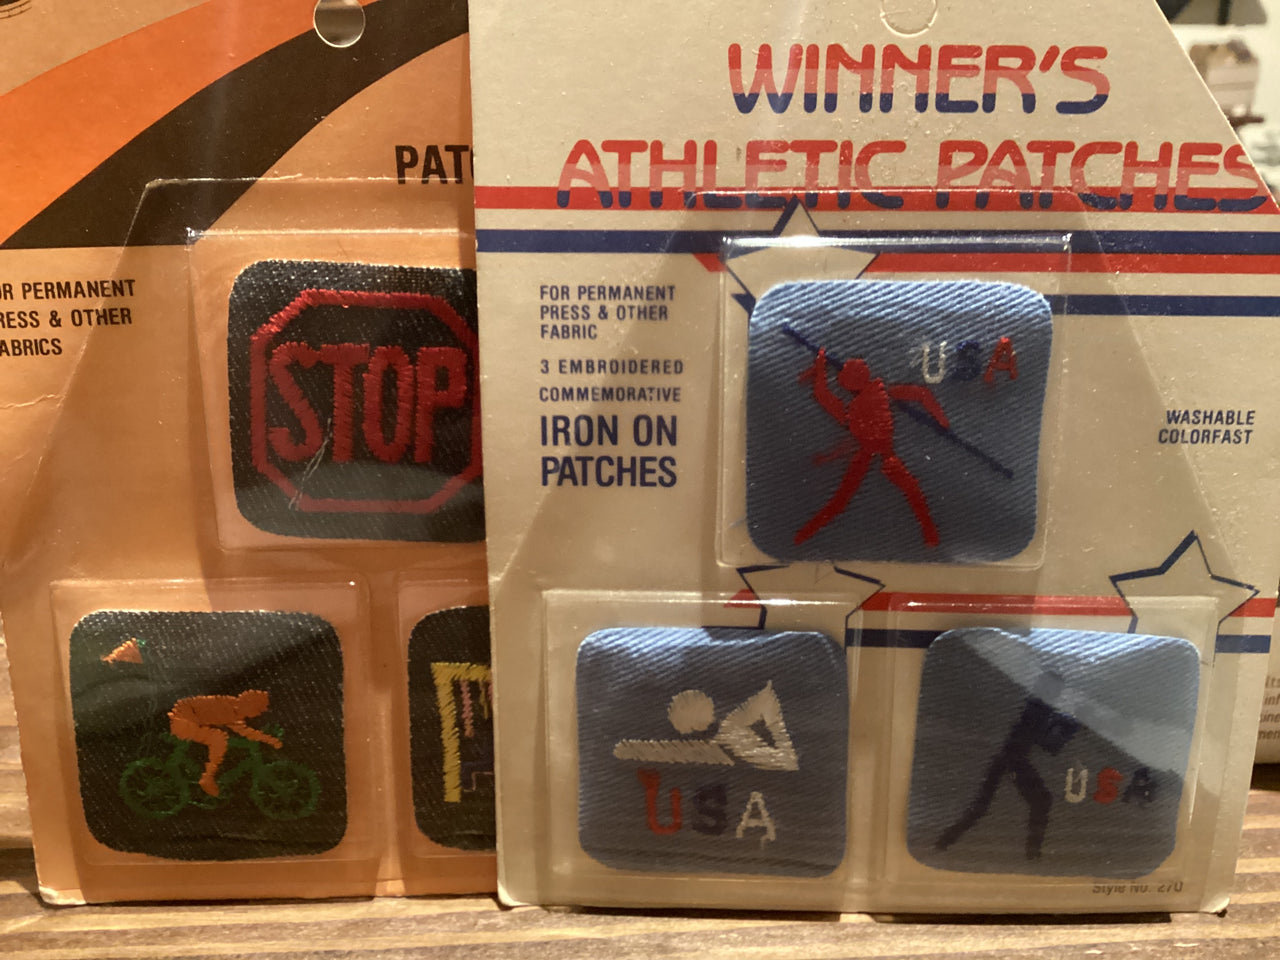 WINNER'S
ATHLETIC PATCHES
FOR PERMANENT
PRESS & OTHER
FABRIC
3 EMBROIDERED
COMMEMORATIVE
IRON ON
PATCHES
WASHABLE
COLORFAST
USA
USA
USA
Style No. 270
PATC
OR PERMANENT
RESS & OTHER
ABRICS
STOP